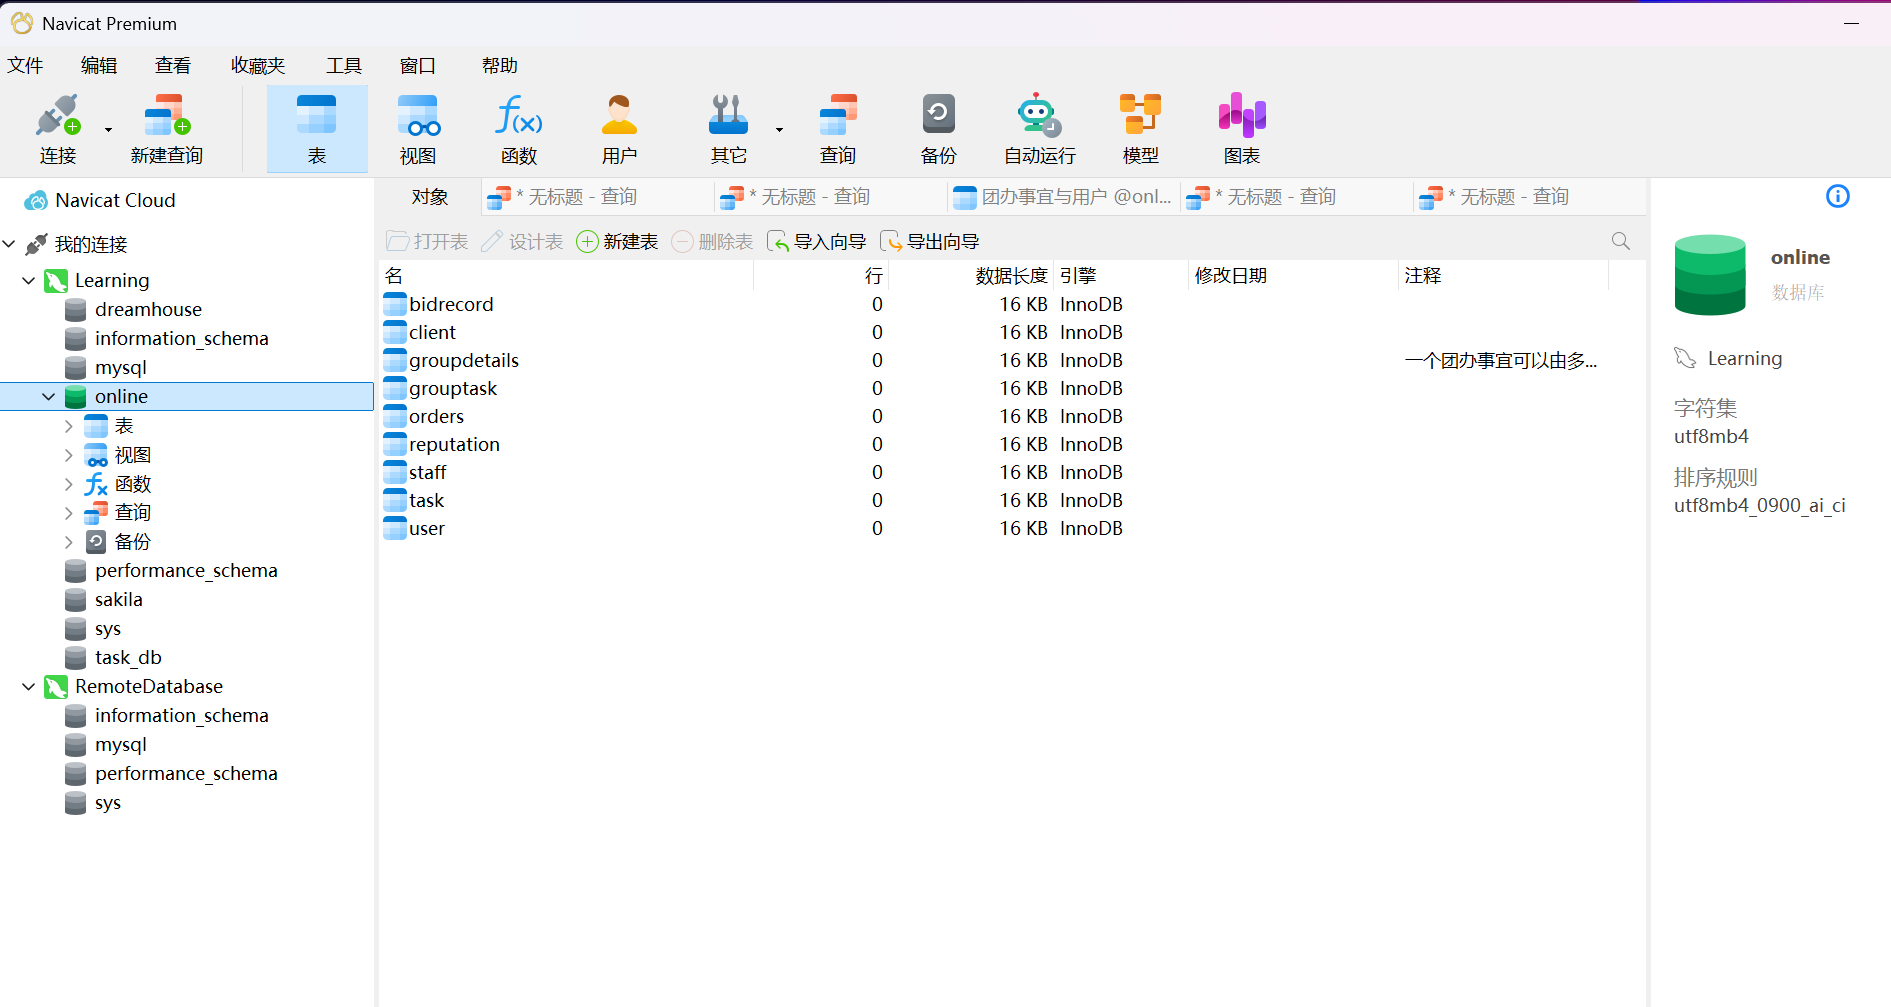 Navicat Premium
文件 编辑 查看 收藏夹 工具 窗口 帮助
连接 新建查询 表 视图 函数 用户 其它 查询 备份 自动运行 模型 图表
Navicat Cloud
我的连接
Learning
dreamhouse
information_schema
mysql
online
表
视图
函数
查询
备份
performance_schema
sakila
sys
task_db
RemoteDatabase
information_schema
mysql
performance_schema
sys
对象 * 无标题 - 查询 * 无标题 - 查询 团办事宜与用户 @onl... * 无标题 - 查询 * 无标题 - 查询
打开表 设计表 新建表 删除表 导入向导 导出向导
名 行 数据长度 引擎 修改日期 注释
bidrecord 0 16 KB InnoDB
client 0 16 KB InnoDB
groupdetails 0 16 KB InnoDB 一个团办事宜可以由多...
grouptask 0 16 KB InnoDB
orders 0 16 KB InnoDB
reputation 0 16 KB InnoDB
staff 0 16 KB InnoDB
task 0 16 KB InnoDB
user 0 16 KB InnoDB
online
数据库
Learning
字符集
utf8mb4
排序规则
utf8mb4_0900_ai_ci